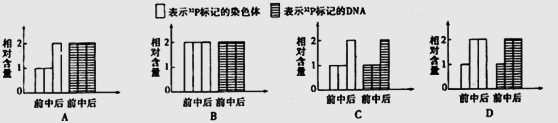 表示³²P标记的染色体 表示³²P标记的DNA
相对含量 2 1 前中后 前中后 A
相对含量 2 1 前中后 前中后 B
相对含量 2 1 前中后 前中后 C
相对含量 2 1 前中后 前中后 D